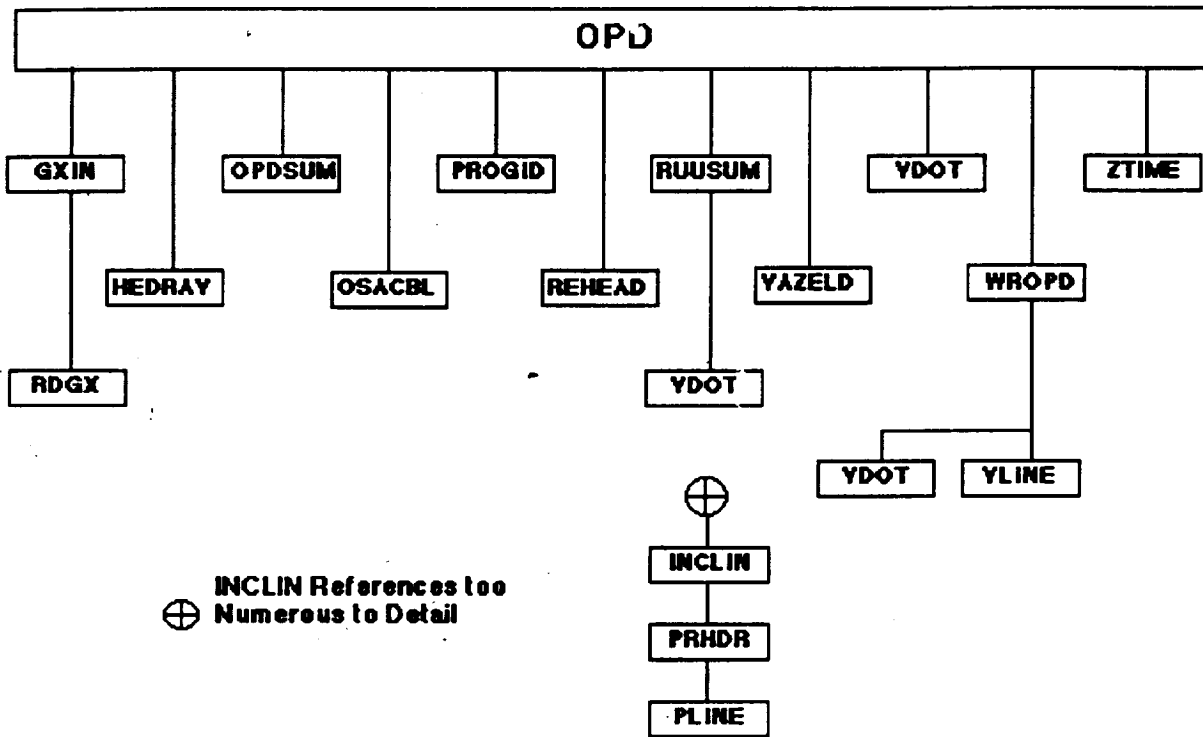 OPD
GXIN
OPDSUM
PROGID
RUUSUM
YDOT
ZTIME
HEDRAY
OSACBL
REHEAD
YAZELD
WROPD
RDGX
YDOT
YDOT
YLINE
INCLIN
INCLIN References too
Numerous to Detail
PRHDR
PLINE